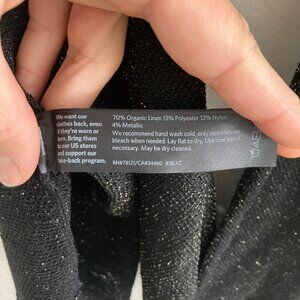 We want our
clothes back, even
if they're worn or
torn. Bring them
to our US stores
and support our
take-back program.
70% Organic Linen 13% Polyester 13% Nylon
4% Metallic
We recommend hand wash cold, only non-chlorine
bleach when needed. Lay flat to dry. Use cool iron if
necessary. May be dry cleaned.
RN#78121/CA#34460 R1SLXZ